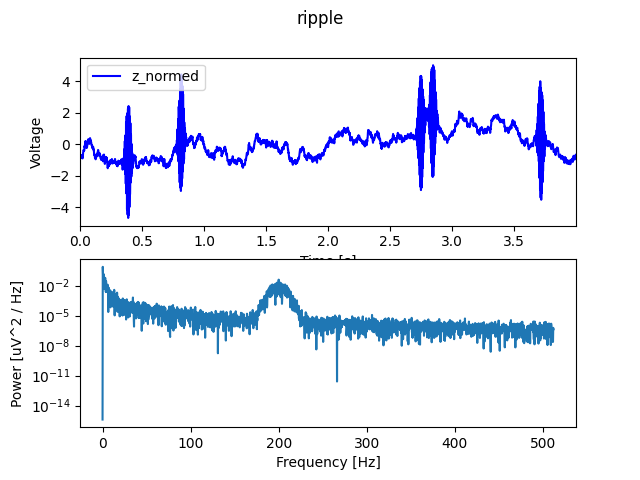 ripple
z_normed
Voltage
4
2
0
−2
−4
0.0 0.5 1.0 1.5 2.0 2.5 3.0 3.5
Time [s]
Power [uV^2 / Hz]
10⁻²
10⁻⁵
10⁻⁸
10⁻¹¹
10⁻¹⁴
0 100 200 300 400 500
Frequency [Hz]